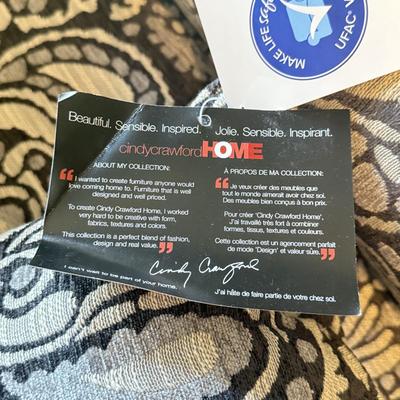 MAKE LIFE
UFAC
Beautiful. Sensible. Inspired. Jolie. Sensible. Inspirant.
cindycrawfordHOME
ABOUT MY COLLECTION:
“I wanted to create furniture anyone would
love coming home to. Furniture that is well
designed and well priced.
To create Cindy Crawford Home, I worked
very hard to be creative with form,
fabrics, textures and colors.
This collection is a perfect blend of fashion,
design and real value.”
I can't wait to be part of your home.
À PROPOS DE MA COLLECTION:
“Je veux créer des meubles que
tout le monde aimerait avoir chez soi.
Des meubles bien conçus à bon prix.
Pour créer 'Cindy Crawford Home',
J'ai travaillé très fort à combiner
formes, tissus, textures et couleurs.
Cette collection est un agencement parfait
de mode "Design" et valeur sûre.”
Cindy Crawford
J'ai hâte de faire partie de votre chez soi.